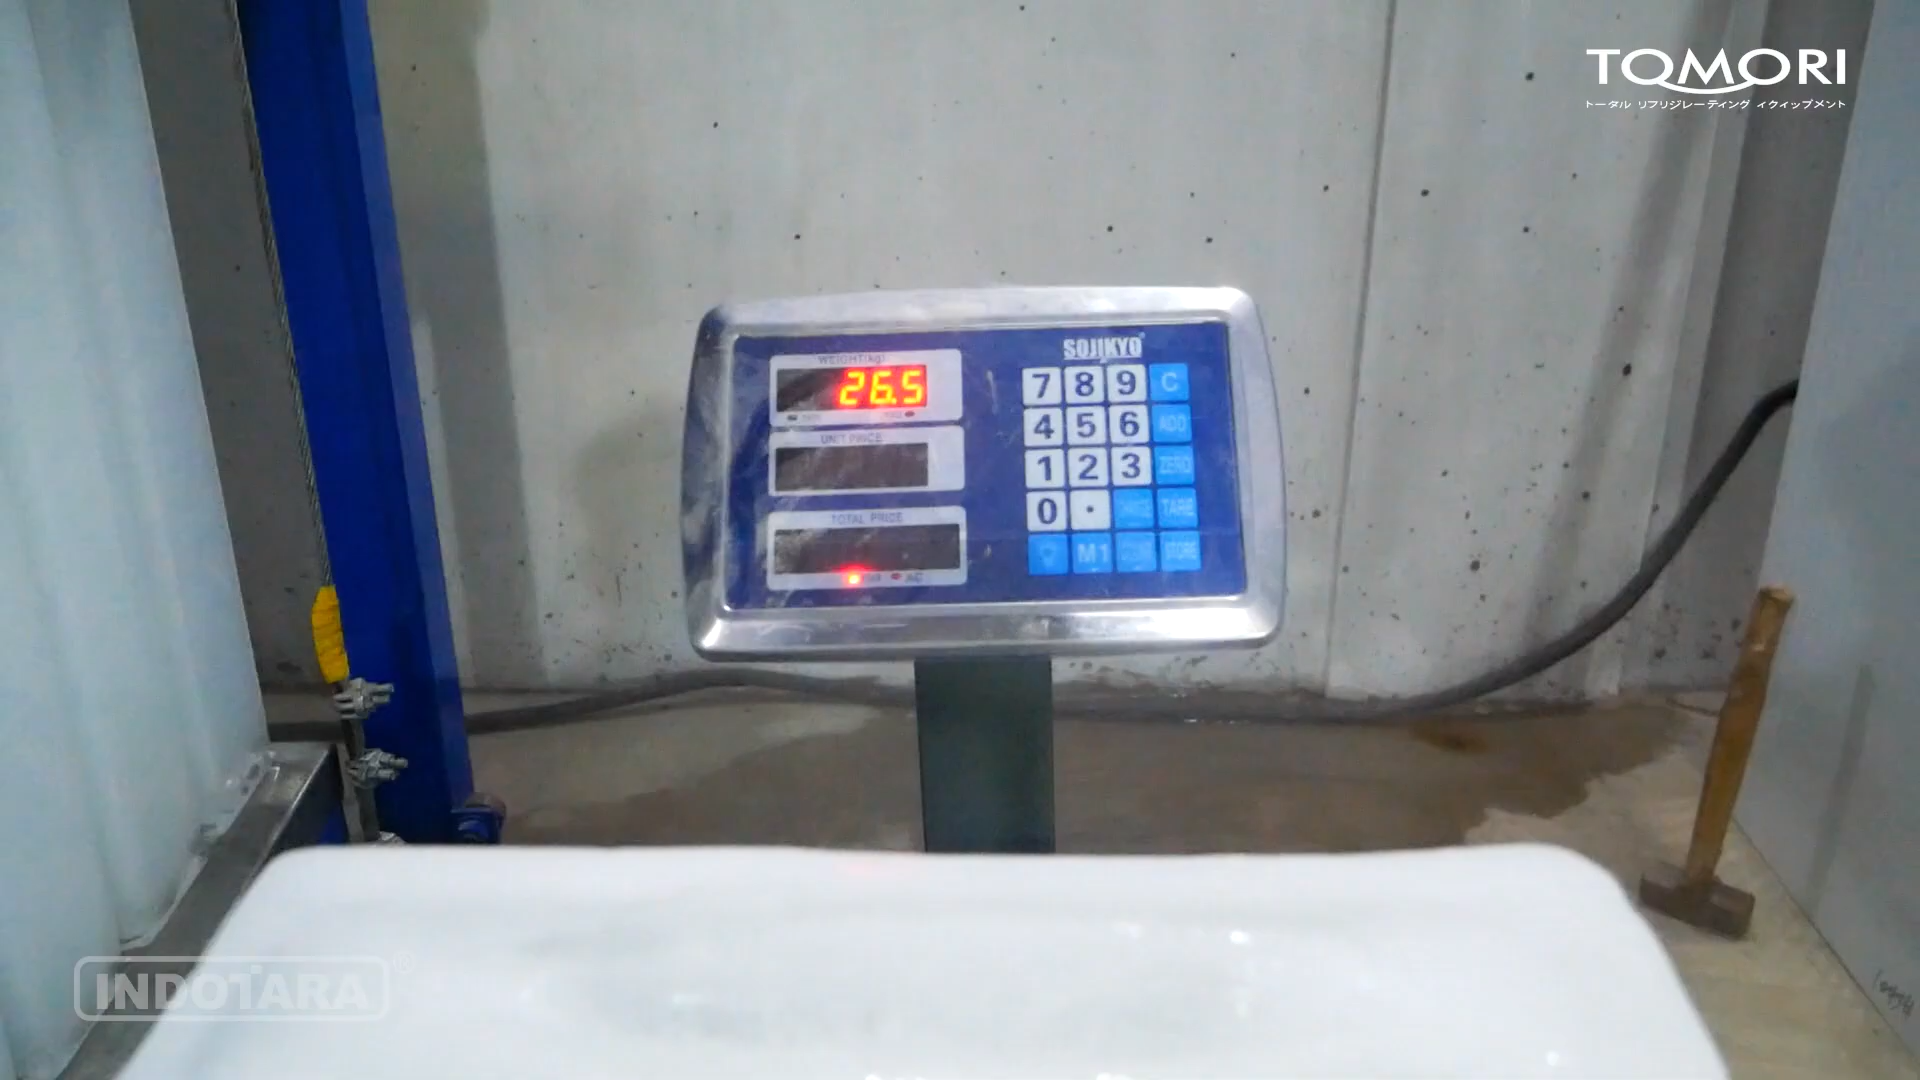 TOMORI
トータル リフリジレーティング イクイップメント
SOJIKYO
WEIGHT(kg)
26.5
UNIT PRICE
TOTAL PRICE
AC
7 8 9 C
4 5 6 ADD
1 2 3 ZERO
0 . CHANGE TARE
M1 STORE
INDOTARA®